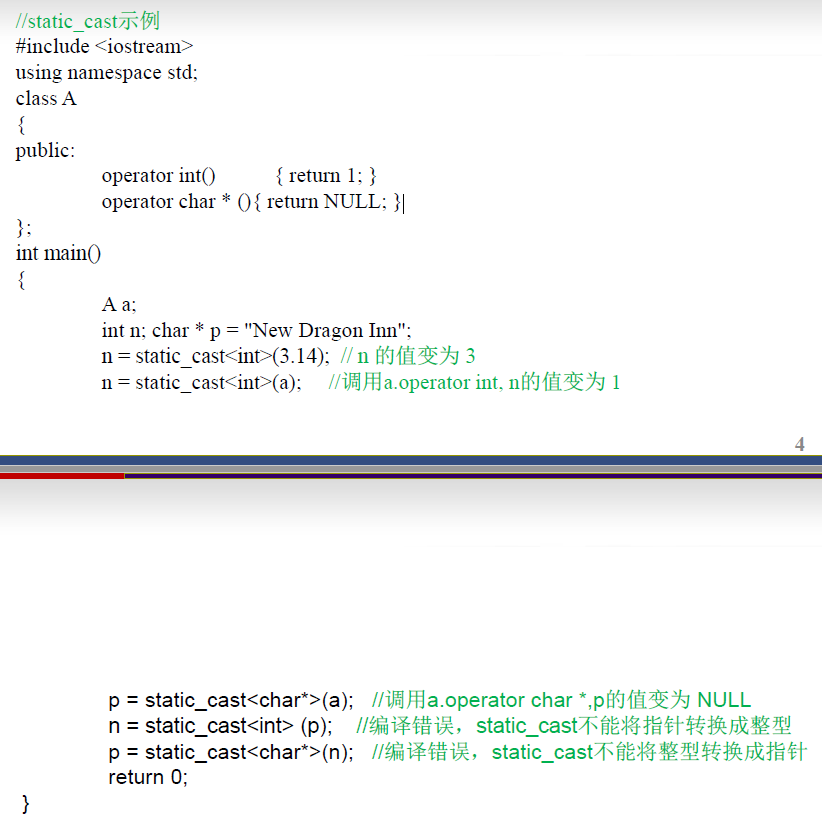 //static_cast示例
#include <iostream>
using namespace std;
class A
{
public:
operator int() { return 1; }
operator char * (){ return NULL; }
};
int main()
{
A a;
int n; char * p = "New Dragon Inn";
n = static_cast<int>(3.14); // n 的值变为 3
n = static_cast<int>(a); //调用a.operator int, n的值变为 1
4
p = static_cast<char*>(a); //调用a.operator char *,p的值变为 NULL
n = static_cast<int> (p); //编译错误，static_cast不能将指针转换成整型
p = static_cast<char*>(n); //编译错误，static_cast不能将整型转换成指针
return 0;
}